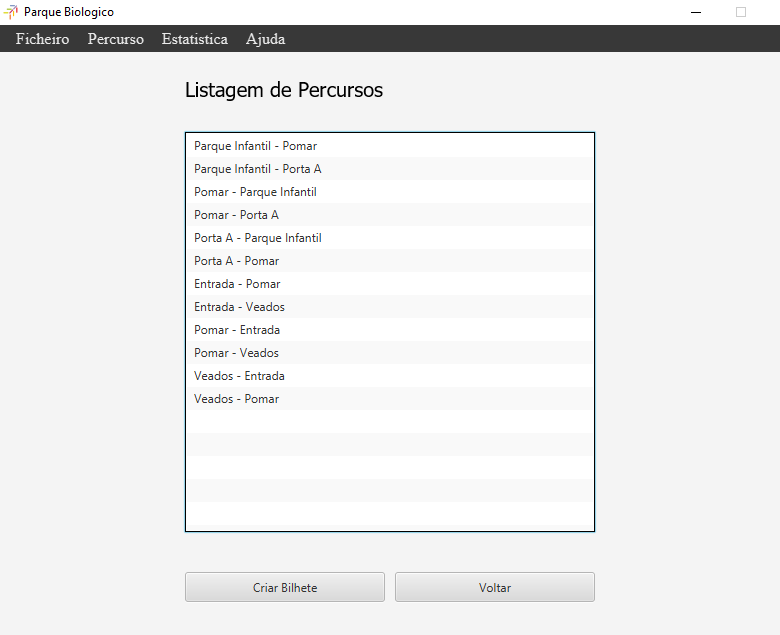 Parque Biologico
Ficheiro Percurso Estatistica Ajuda
Listagem de Percursos
Parque Infantil - Pomar
Parque Infantil - Porta A
Pomar - Parque Infantil
Pomar - Porta A
Porta A - Parque Infantil
Porta A - Pomar
Entrada - Pomar
Entrada - Veados
Pomar - Entrada
Pomar - Veados
Veados - Entrada
Veados - Pomar
Criar Bilhete Voltar